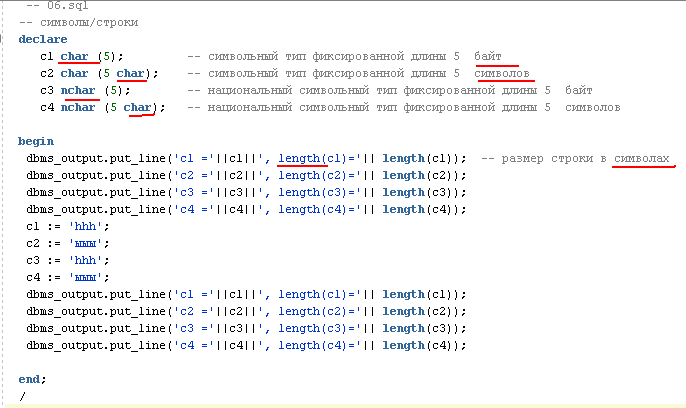 -- 06.sql
-- символы/строки
declare
c1 char (5); -- символьный тип фиксированной длины 5 байт
c2 char (5 char); -- символьный тип фиксированной длины 5 символов
c3 nchar (5); -- национальный символьный тип фиксированной длины 5 байт
c4 nchar (5 char); -- национальный символьный тип фиксированной длины 5 символов
begin
dbms_output.put_line('c1 ='||c1||', length(c1)='|| length(c1)); -- размер строки в символах
dbms_output.put_line('c2 ='||c2||', length(c2)='|| length(c2));
dbms_output.put_line('c3 ='||c3||', length(c3)='|| length(c3));
dbms_output.put_line('c4 ='||c4||', length(c4)='|| length(c4));
c1 := 'hhh';
c2 := 'ыыы';
c3 := 'hhh';
c4 := 'ыыы';
dbms_output.put_line('c1 ='||c1||', length(c1)='|| length(c1));
dbms_output.put_line('c2 ='||c2||', length(c2)='|| length(c2));
dbms_output.put_line('c3 ='||c3||', length(c3)='|| length(c3));
dbms_output.put_line('c4 ='||c4||', length(c4)='|| length(c4));
end;
/